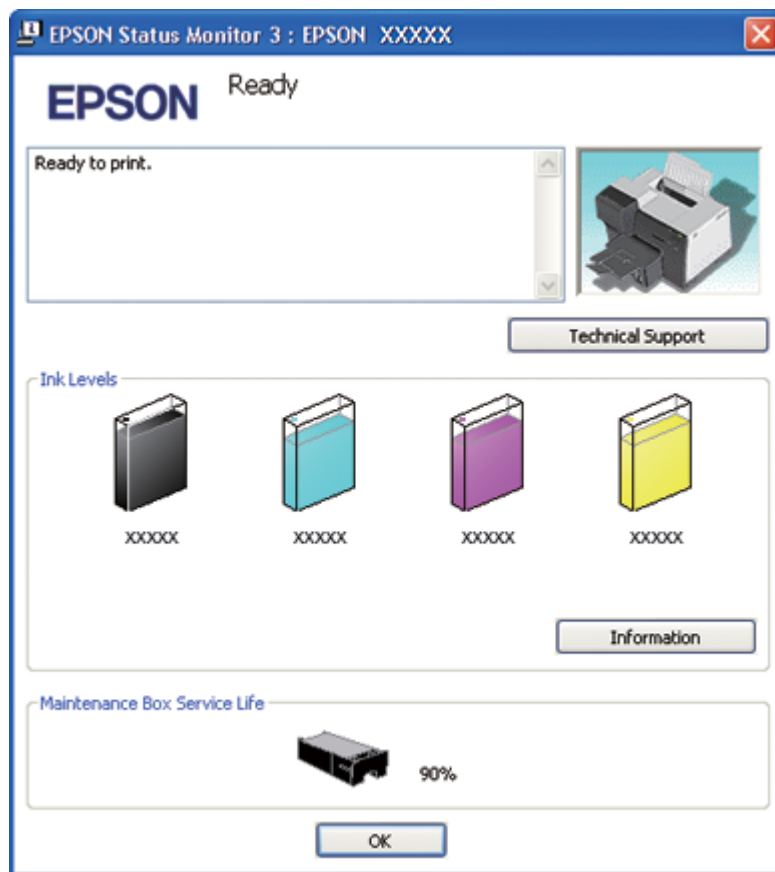 EPSON Status Monitor 3 : EPSON XXXXX
EPSON
Ready
Ready to print.
Technical Support
Ink Levels
XXXXX XXXXX XXXXX XXXXX
Information
Maintenance Box Service Life
90%
OK